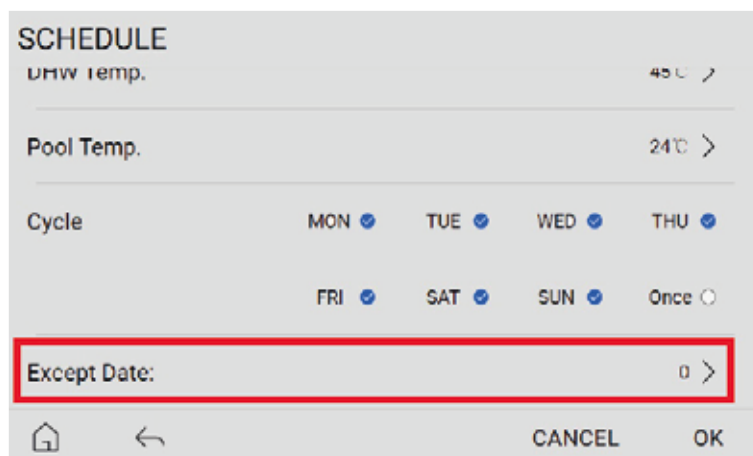 SCHEDULE
DHW Temp. 45℃ >
Pool Temp. 24℃ >
Cycle MON TUE WED THU
FRI SAT SUN Once
Except Date: 0 >
CANCEL OK